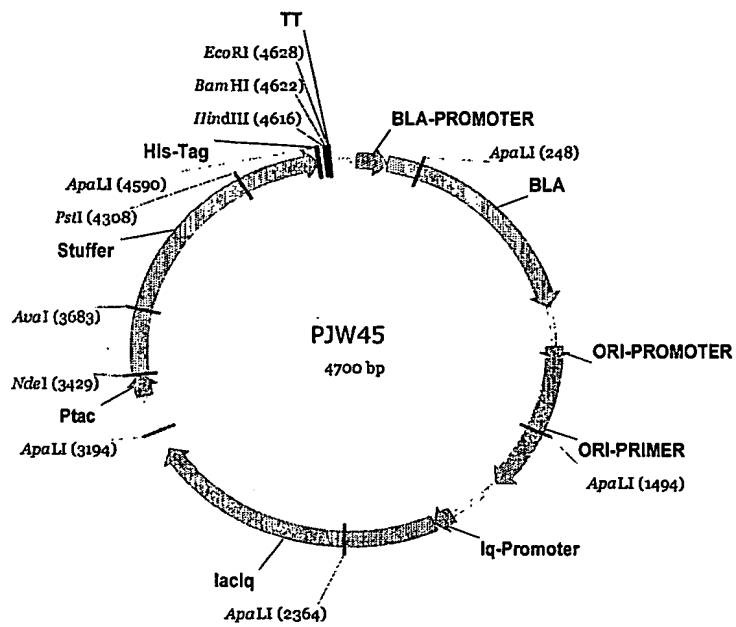 TT
EcoRI (4628)
BamHI (4622)
HindIII (4616)
BLA-PROMOTER
His-Tag
ApaLI (248)
ApaLI (4590)
BLA
PstI (4308)
Stuffer
AvaI (3683)
PJW45
4700 bp
ORI-PROMOTER
NdeI (3429)
Ptac
ORI-PRIMER
ApaLI (3194)
ApaLI (1494)
Iq-Promoter
lacIq
ApaLI (2364)